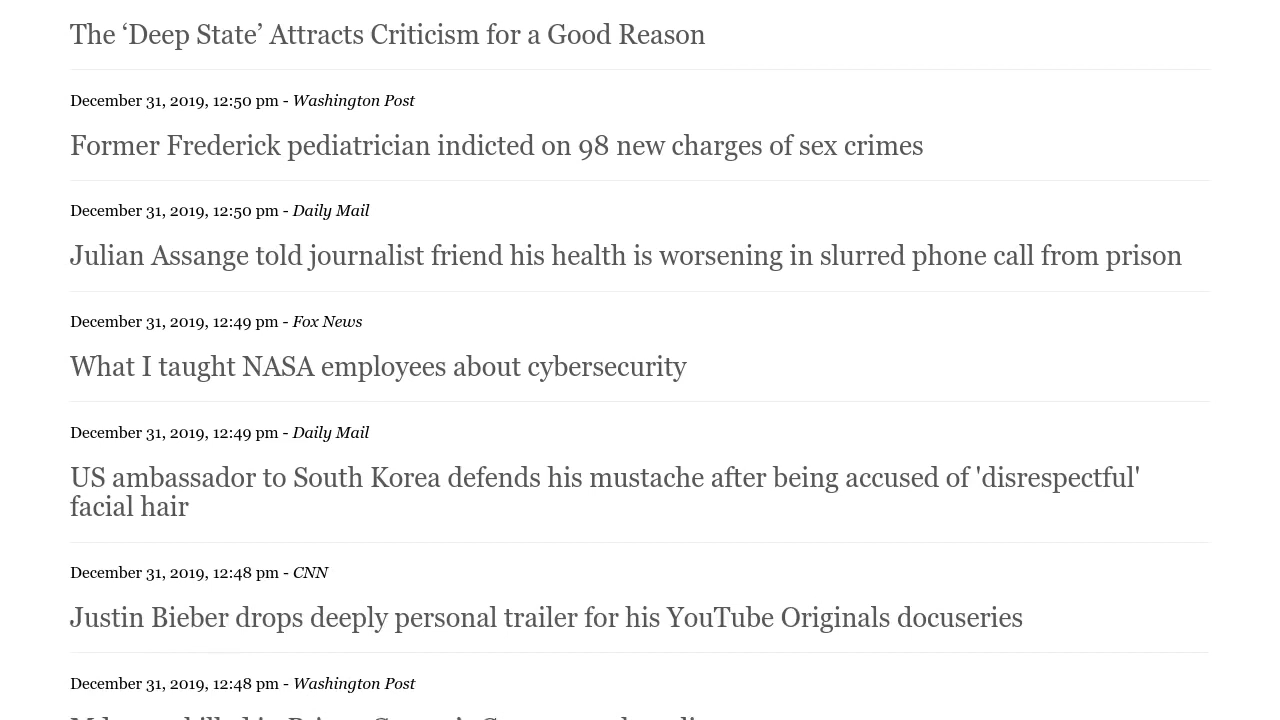 The ‘Deep State’ Attracts Criticism for a Good Reason
December 31, 2019, 12:50 pm - Washington Post
Former Frederick pediatrician indicted on 98 new charges of sex crimes
December 31, 2019, 12:50 pm - Daily Mail
Julian Assange told journalist friend his health is worsening in slurred phone call from prison
December 31, 2019, 12:49 pm - Fox News
What I taught NASA employees about cybersecurity
December 31, 2019, 12:49 pm - Daily Mail
US ambassador to South Korea defends his mustache after being accused of 'disrespectful'
facial hair
December 31, 2019, 12:48 pm - CNN
Justin Bieber drops deeply personal trailer for his YouTube Originals docuseries
December 31, 2019, 12:48 pm - Washington Post